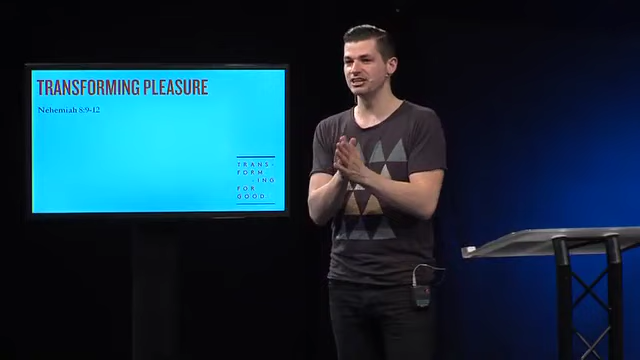 TRANSFORMING PLEASURE
Nehemiah 8:9-12
TRANS-
FORM
-ING
FOR
GOOD